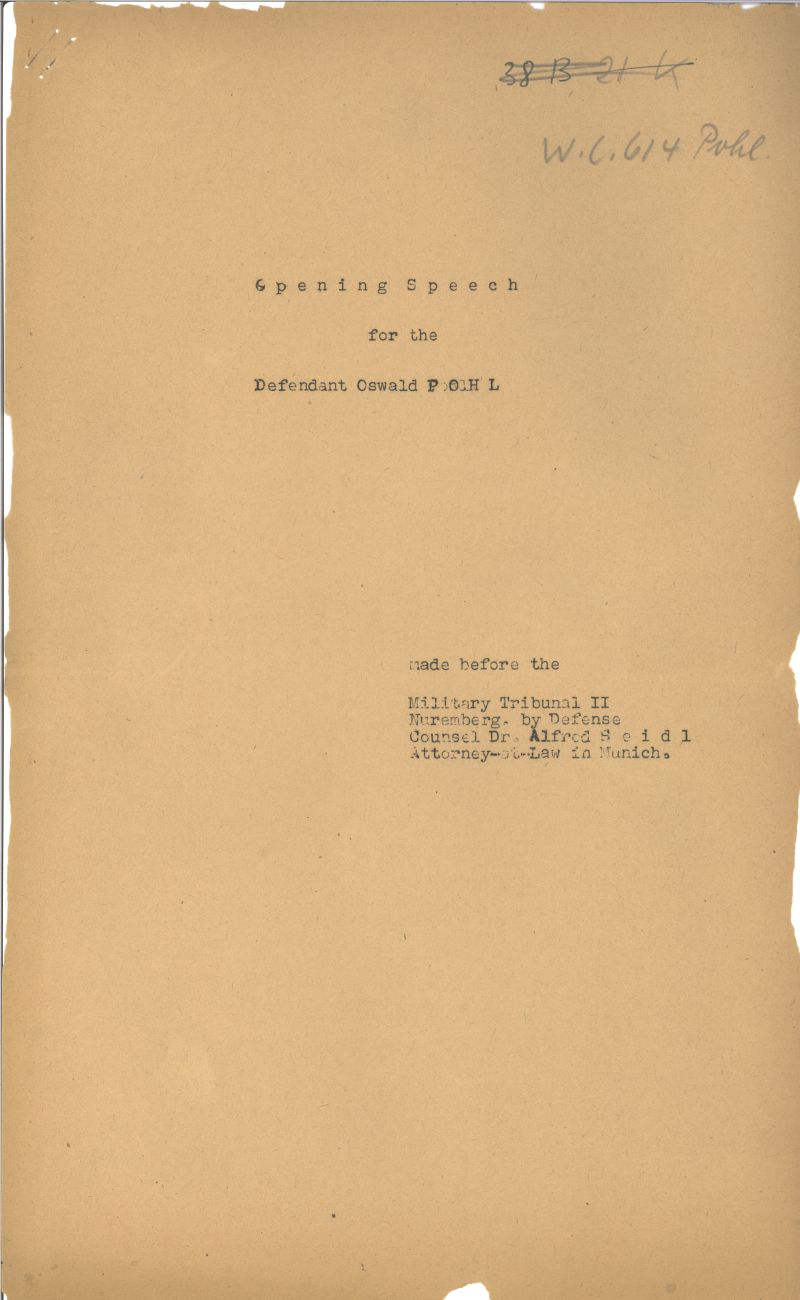 38 B 21 K
W.C. 614 Pohl.
Opening Speech
for the
Defendant Oswald POHL
made before the
Military Tribunal II
Nuremberg, by Defense
Counsel Dr. Alfred Seidl
Attorney-at-Law in Munich.